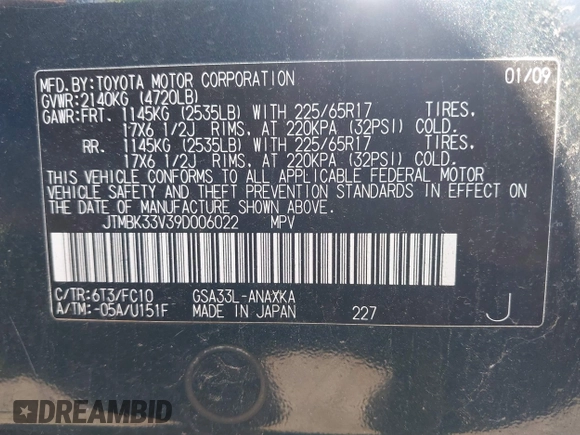 MFD.BY:TOYOTA MOTOR CORPORATION 01/09
GVWR:2140KG (4720LB)
GAWR:FRT. 1145KG (2535LB) WITH 225/65R17 TIRES,
17X6 1/2J RIMS, AT 220KPA (32PSI) COLD.
RR. 1145KG (2535LB) WITH 225/65R17 TIRES,
17X6 1/2J RIMS, AT 220KPA (32PSI) COLD.
THIS VEHICLE CONFORMS TO ALL APPLICABLE FEDERAL MOTOR
VEHICLE SAFETY AND THEFT PREVENTION STANDARDS IN EFFECT ON
THE DATE OF MANUFACTURE SHOWN ABOVE.
JTMBK33V39D006022 MPV
C/TR:6T3/FC10 GSA33L-ANAXKA
A/TM:-05A/U151F MADE IN JAPAN 227 J
DREAMBID